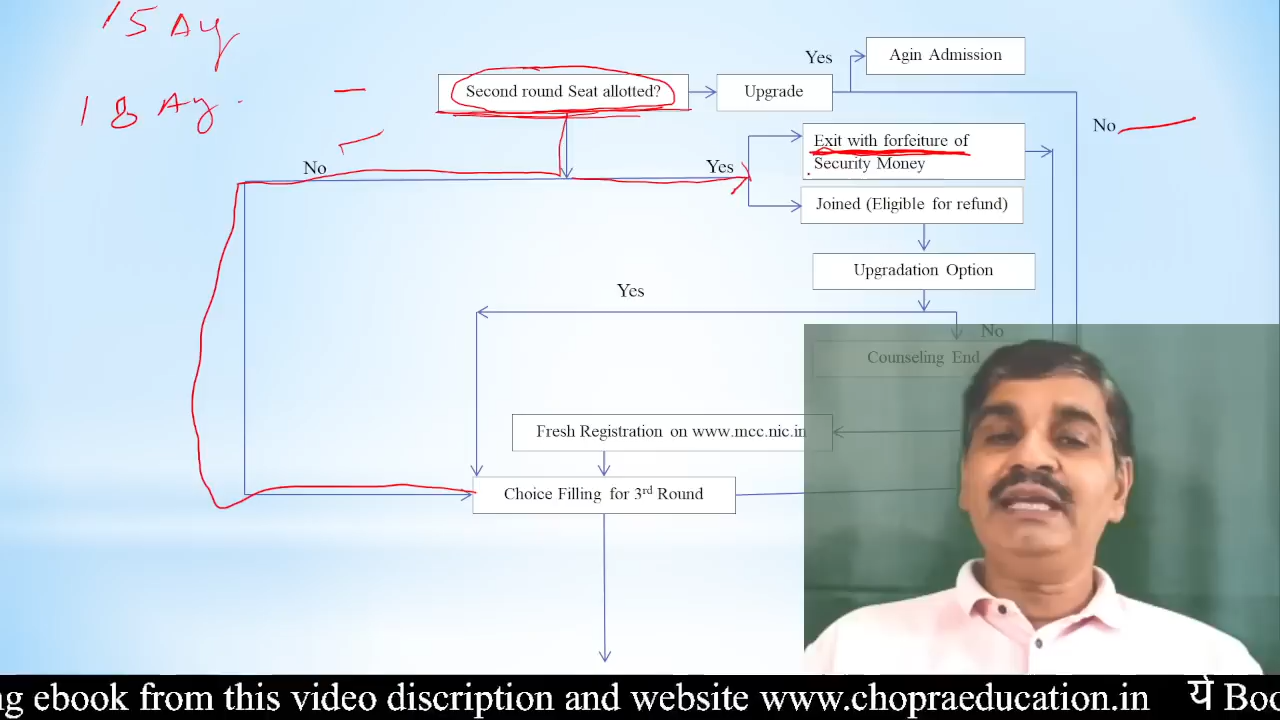 15 Ay
18 Ay.
Yes
Agin Admission
Second round Seat allotted?
Upgrade
No
Exit with forfeiture of
Security Money
No
Yes
Joined (Eligible for refund)
Upgradation Option
Yes
No
Counseling End
Fresh Registration on www.mcc.nic.in
Choice Filling for 3rd Round
ng ebook from this video discription and website www.chopraeducation.in ये Boo